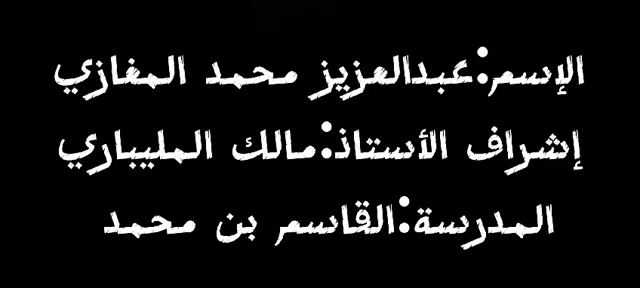 الإسم:عبدالعزيز محمد المغازي
إشراف الأستاذ:مالك المليباري
المدرسة:القاسم بن محمد